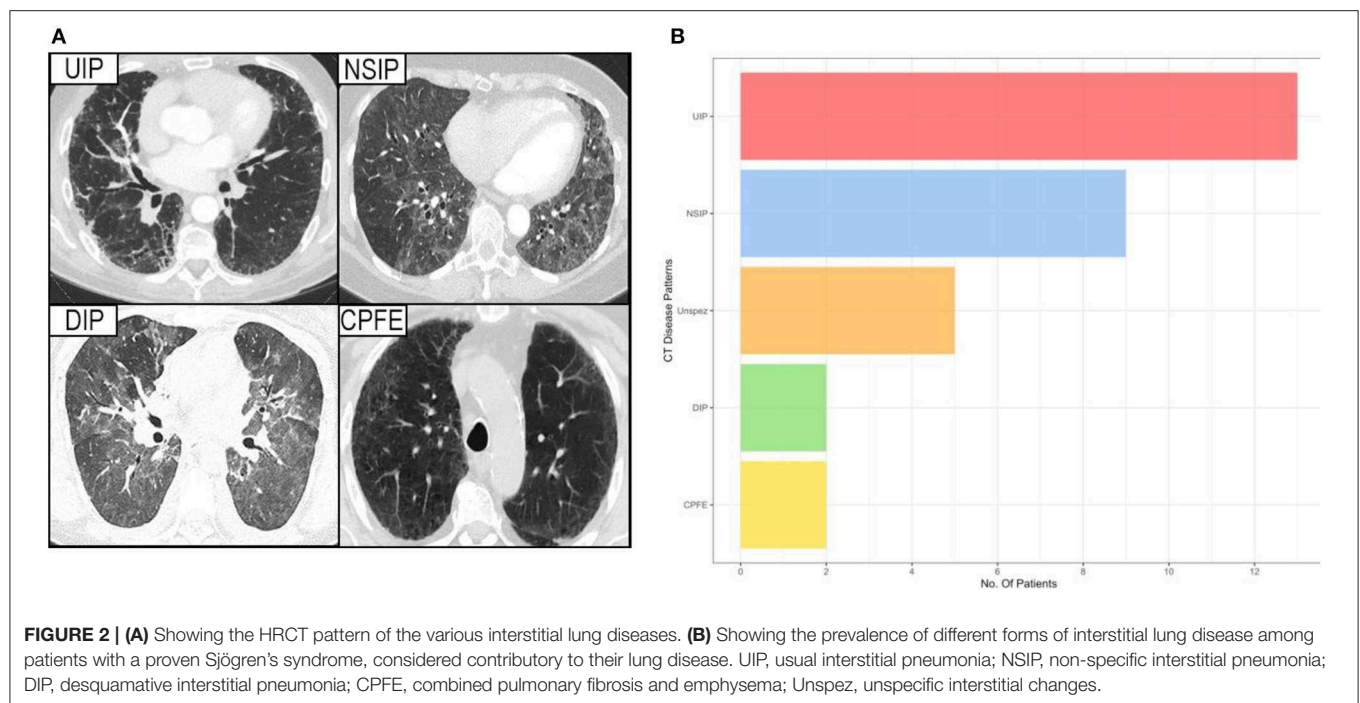 A
B
UIP
NSIP
DIP
CPFE
CT Disease Patterns
UIP
NSIP
Unspez
DIP
CPFE
0 2 4 6 8 10 12
No. Of Patients
FIGURE 2 | (A) Showing the HRCT pattern of the various interstitial lung diseases. (B) Showing the prevalence of different forms of interstitial lung disease among
patients with a proven Sjögren's syndrome, considered contributory to their lung disease. UIP, usual interstitial pneumonia; NSIP, non-specific interstitial pneumonia;
DIP, desquamative interstitial pneumonia; CPFE, combined pulmonary fibrosis and emphysema; Unspez, unspecific interstitial changes.